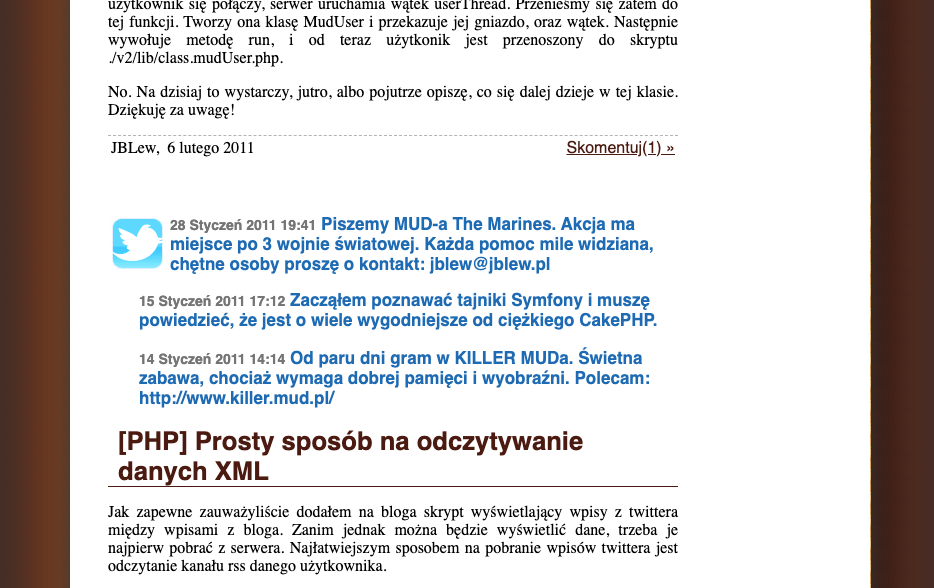 użytkownik się połączy, serwer uruchamia wątek userThread. Przenieśmy się zatem do
tej funkcji. Tworzy ona klasę MudUser i przekazuje jej gniazdo, oraz wątek. Następnie
wywołuje metodę run, i od teraz użytkonik jest przenoszony do skryptu
./v2/lib/class.mudUser.php.
No. Na dzisiaj to wystarczy, jutro, albo pojutrze opiszę, co się dalej dzieje w tej klasie.
Dziękuję za uwagę!
JBLew, 6 lutego 2011 Skomentuj(1) »
28 Styczeń 2011 19:41 Piszemy MUD-a The Marines. Akcja ma
miejsce po 3 wojnie światowej. Każda pomoc mile widziana,
chętne osoby proszę o kontakt: jblew@jblew.pl
15 Styczeń 2011 17:12 Zacząłem poznawać tajniki Symfony i muszę
powiedzieć, że jest o wiele wygodniejsze od ciężkiego CakePHP.
14 Styczeń 2011 14:14 Od paru dni gram w KILLER MUDa. Świetna
zabawa, chociaż wymaga dobrej pamięci i wyobraźni. Polecam:
http://www.killer.mud.pl/
[PHP] Prosty sposób na odczytywanie
danych XML
Jak zapewne zauważyliście dodałem na bloga skrypt wyświetlający wpisy z twittera
między wpisami z bloga. Zanim jednak można będzie wyświetlić dane, trzeba je
najpierw pobrać z serwera. Najłatwiejszym sposobem na pobranie wpisów twittera jest
odczytanie kanału rss danego użytkownika.